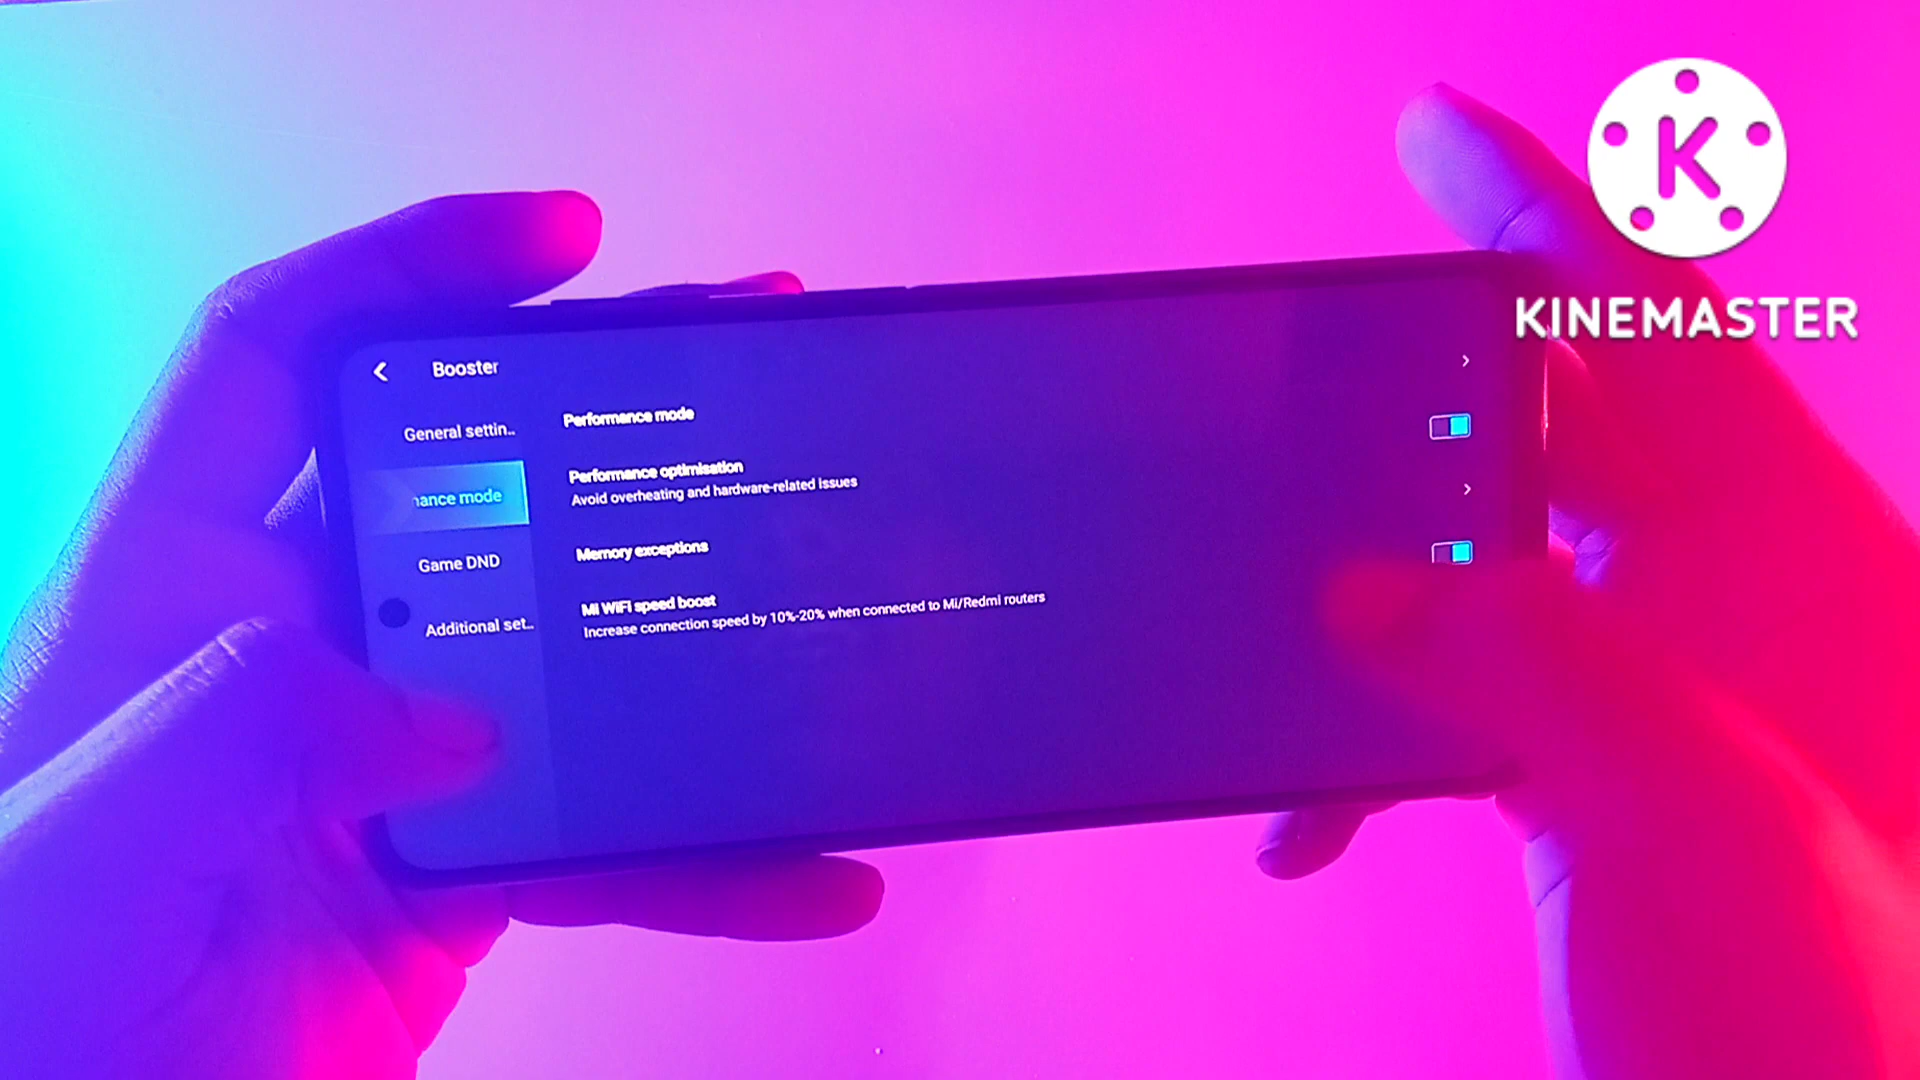 K
KINEMASTER
Booster
General settin..
ance mode
Game DND
Additional set..
Performance mode
Performance optimisation
Avoid overheating and hardware-related issues
Memory exceptions
Mi WiFi speed boost
Increase connection speed by 10%-20% when connected to Mi/Redmi routers